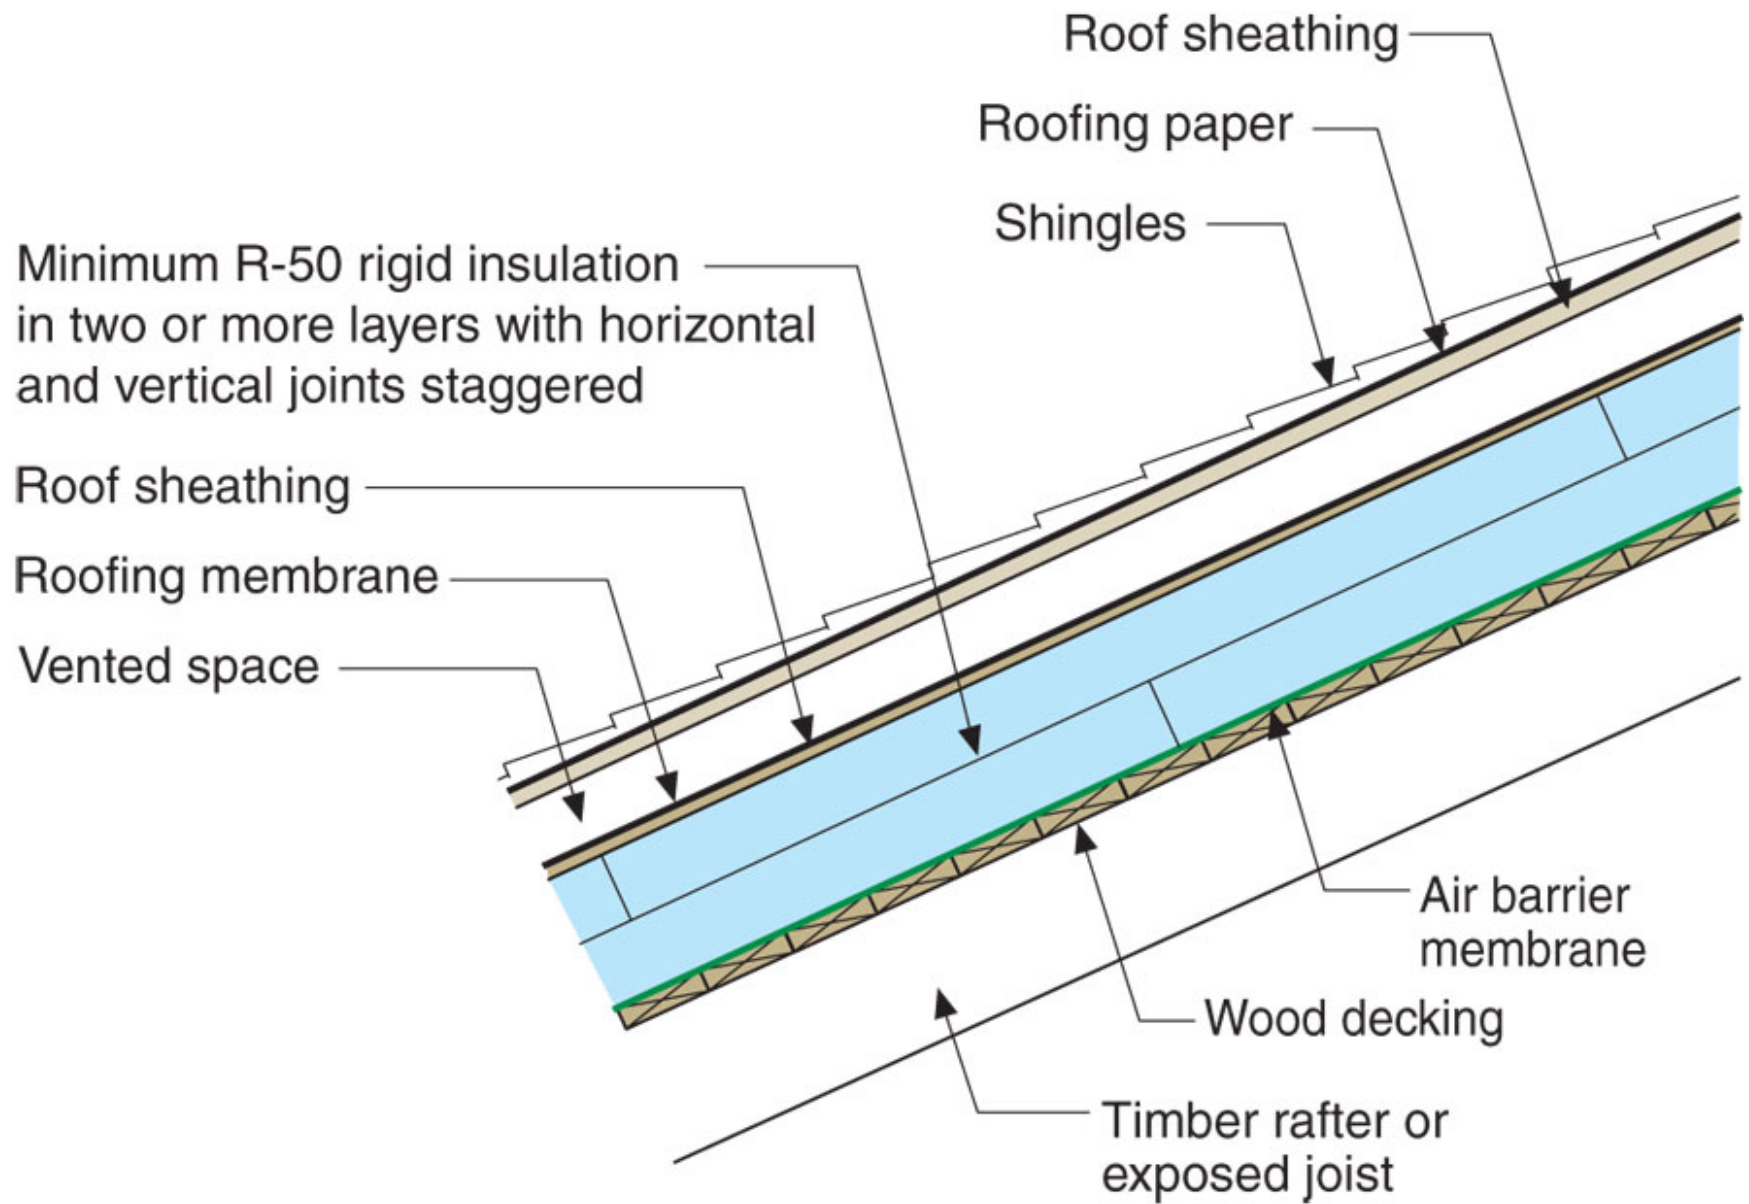 Roof sheathing
Roofing paper
Shingles
Minimum R-50 rigid insulation
in two or more layers with horizontal
and vertical joints staggered
Roof sheathing
Roofing membrane
Vented space
Air barrier
membrane
Wood decking
Timber rafter or
exposed joist